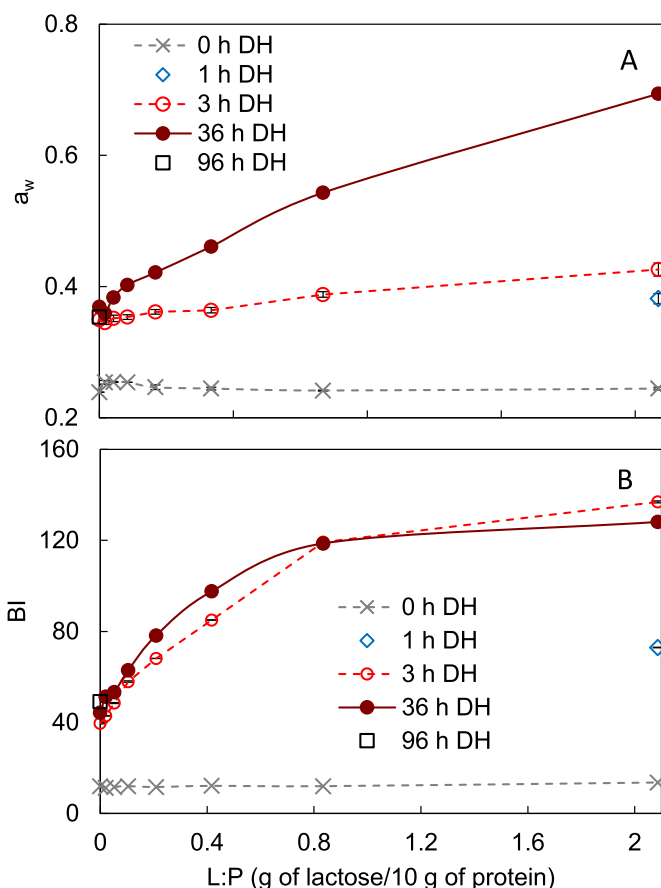 0.8
0 h DH
A
1 h DH
3 h DH
0.6
36 h DH
96 h DH
a_w
0.4
0.2
160
B
120
0 h DH
BI
80
1 h DH
3 h DH
40
36 h DH
96 h DH
0
0 0.4 0.8 1.2 1.6 2
L:P (g of lactose/10 g of protein)